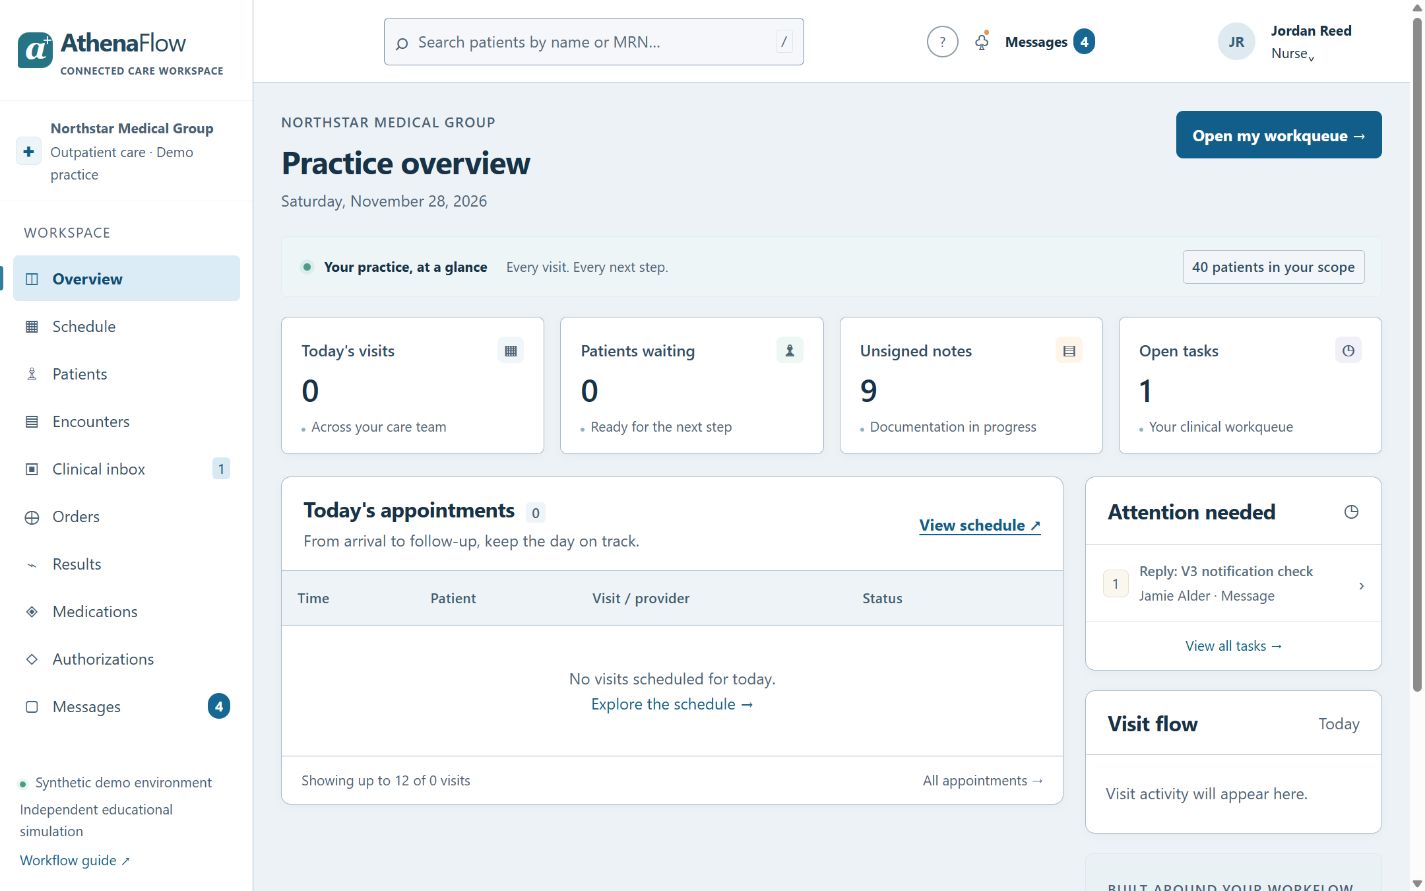 AthenaFlow
CONNECTED CARE WORKSPACE
Search patients by name or MRN...
/
?
Messages 4
JR
Jordan Reed
Nurse
Northstar Medical Group
Outpatient care · Demo
practice
WORKSPACE
Overview
Schedule
Patients
Encounters
Clinical inbox 1
Orders
Results
Medications
Authorizations
Messages 4
Synthetic demo environment
Independent educational
simulation
Workflow guide ↗
NORTHSTAR MEDICAL GROUP
Practice overview
Saturday, November 28, 2026
Open my workqueue →
Your practice, at a glance Every visit. Every next step.
40 patients in your scope
Today's visits
0
Across your care team
Patients waiting
0
Ready for the next step
Unsigned notes
9
Documentation in progress
Open tasks
1
Your clinical workqueue
Today's appointments 0
From arrival to follow-up, keep the day on track.
View schedule ↗
Time Patient Visit / provider Status
No visits scheduled for today.
Explore the schedule →
Showing up to 12 of 0 visits
All appointments →
Attention needed
1
Reply: V3 notification check
Jamie Alder · Message
View all tasks →
Visit flow Today
Visit activity will appear here.
BUILT AROUND YOUR WORKFLOW